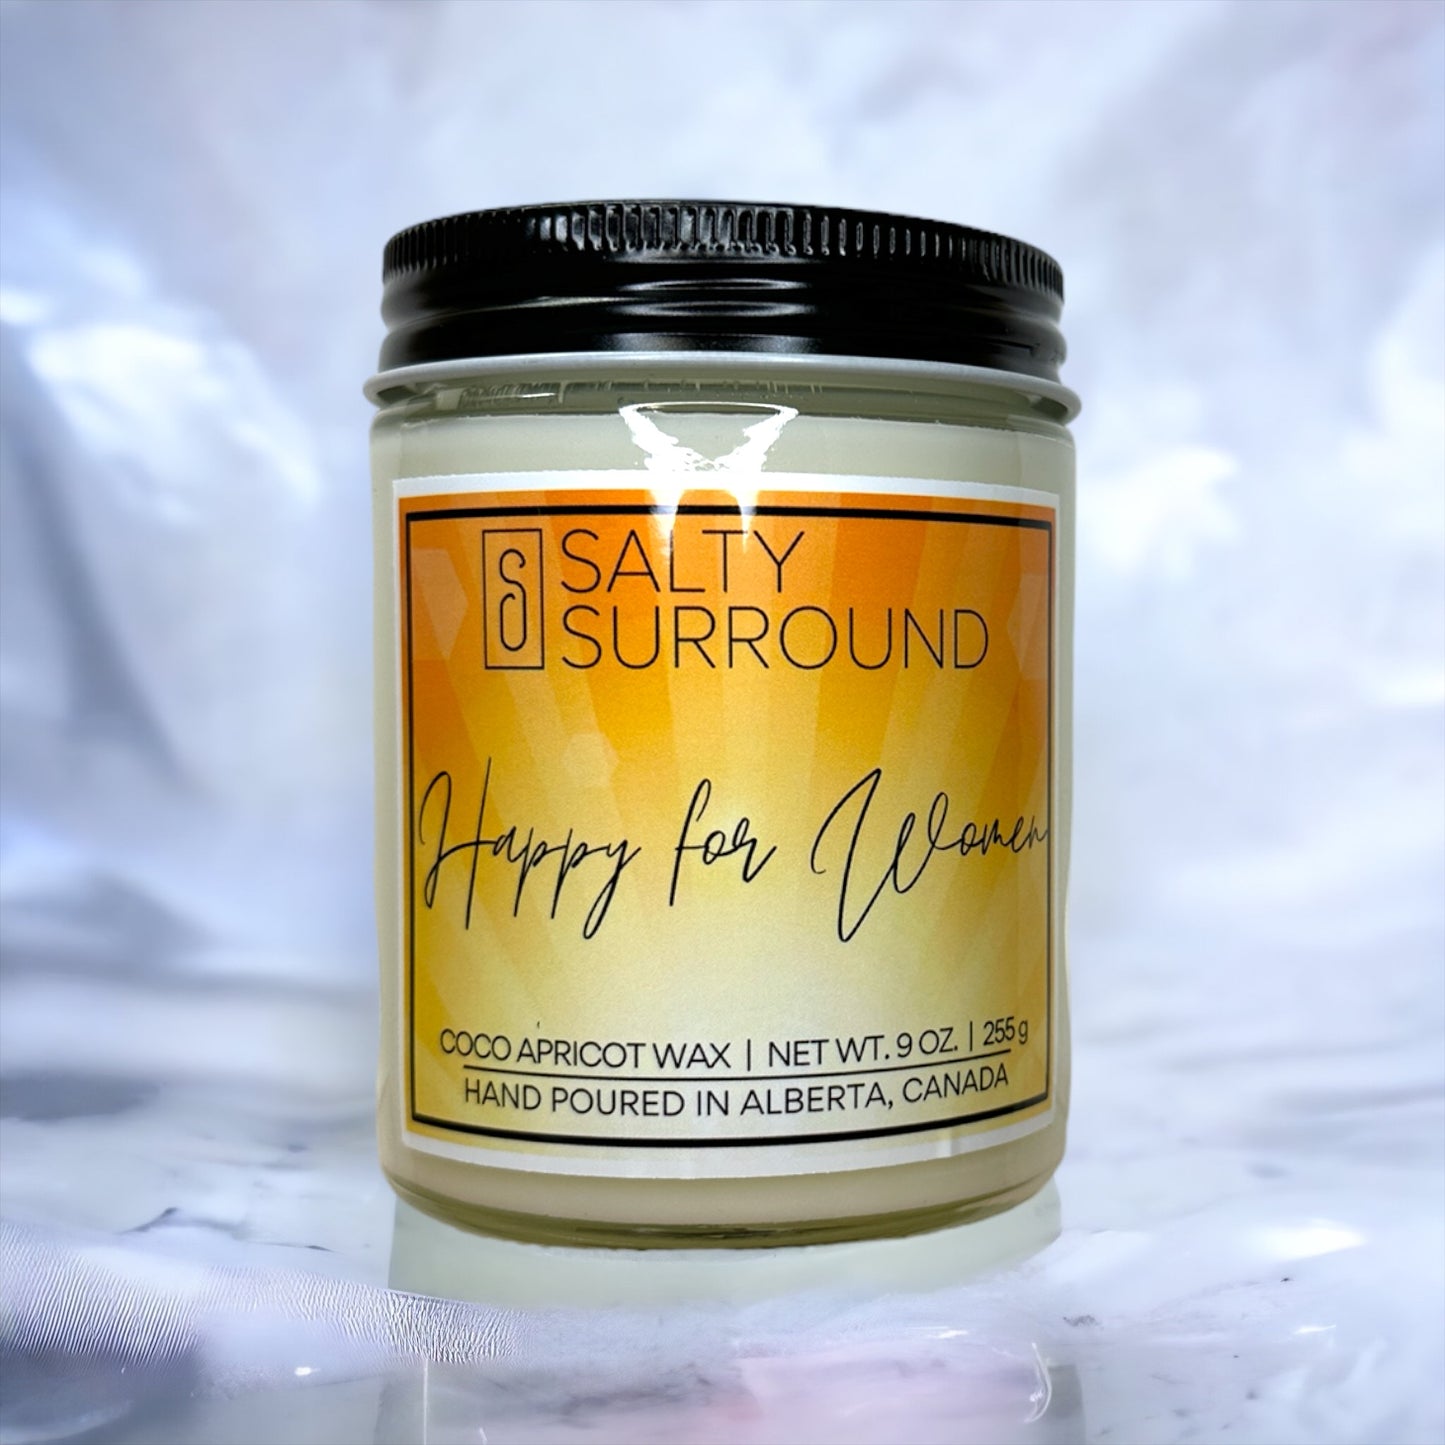 SALTY
SURROUND
Happy for Women
COCO APRICOT WAX | NET WT. 9 OZ. | 255 g
HAND POURED IN ALBERTA, CANADA